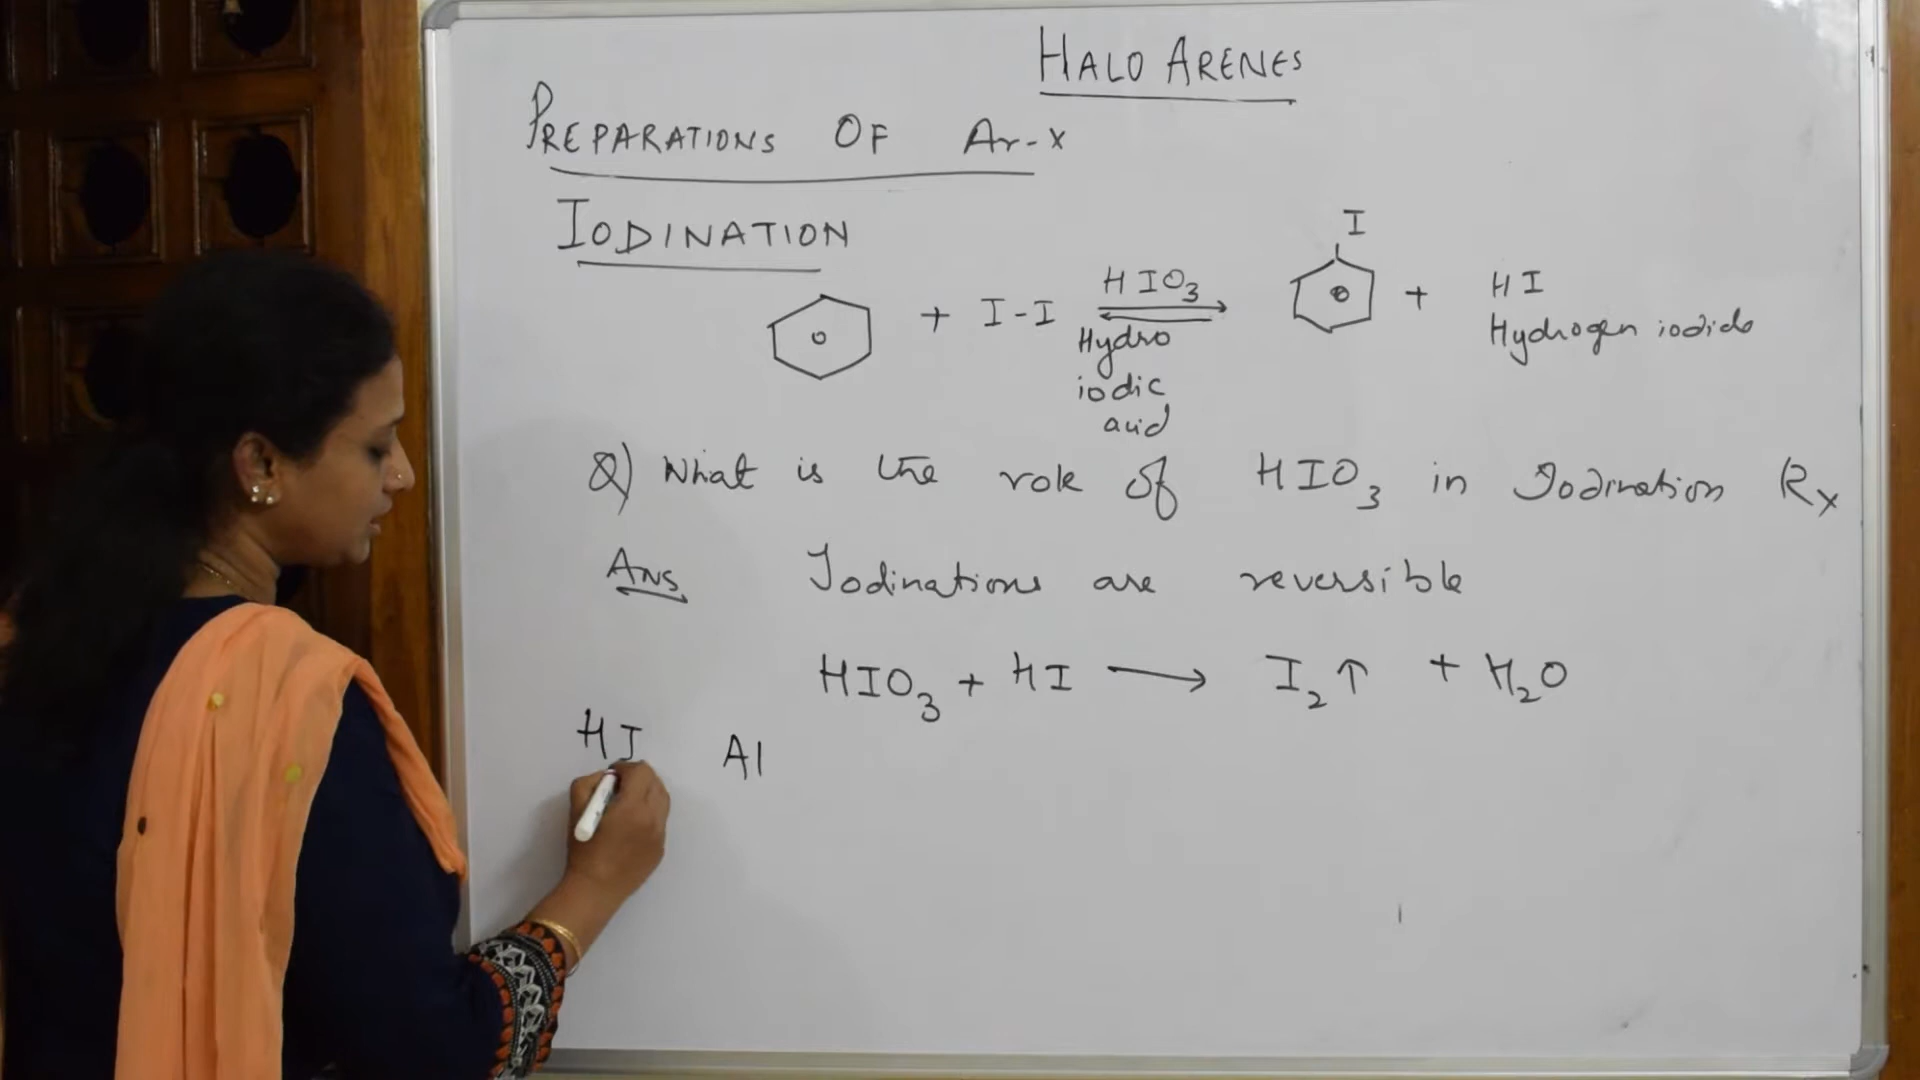 HALO ARENES
PREPARATIONS OF Ar-x
IODINATION
I
+ I-I HIO₃ ⇌ + HI
Hydro
iodic
acid
Hydrogen iodide
Q) What is the role of HIO₃ in Iodination Rx
Ans Iodinations are reversible
HIO₃ + HI ⟶ I₂↑ + H₂O
HI Al